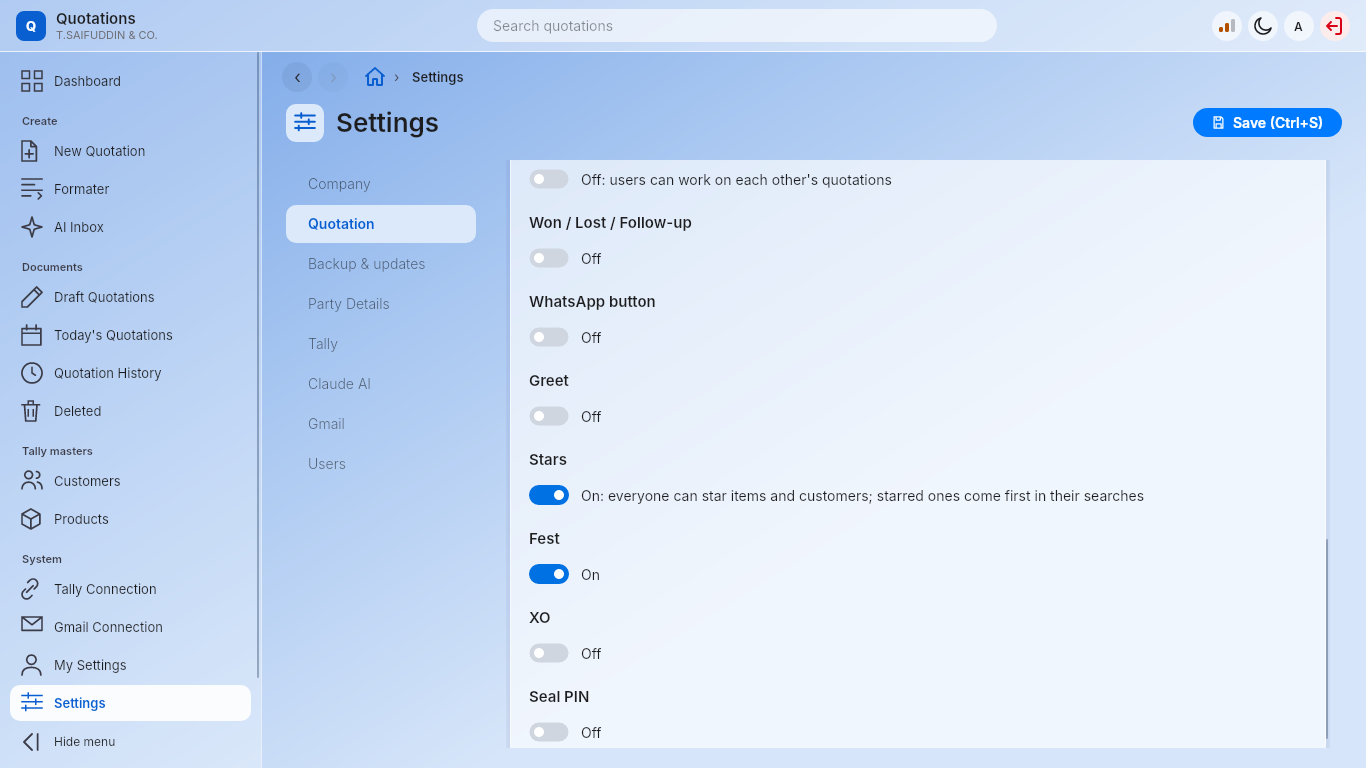 Q
Quotations
T.SAIFUDDIN & CO.
Search quotations
A
Dashboard
Create
New Quotation
Formater
AI Inbox
Documents
Draft Quotations
Today's Quotations
Quotation History
Deleted
Tally masters
Customers
Products
System
Tally Connection
Gmail Connection
My Settings
Settings
Hide menu
‹ › › Settings
Settings
Save (Ctrl+S)
Company
Quotation
Backup & updates
Party Details
Tally
Claude AI
Gmail
Users
Off: users can work on each other's quotations
Won / Lost / Follow-up
Off
WhatsApp button
Off
Greet
Off
Stars
On: everyone can star items and customers; starred ones come first in their searches
Fest
On
XO
Off
Seal PIN
Off